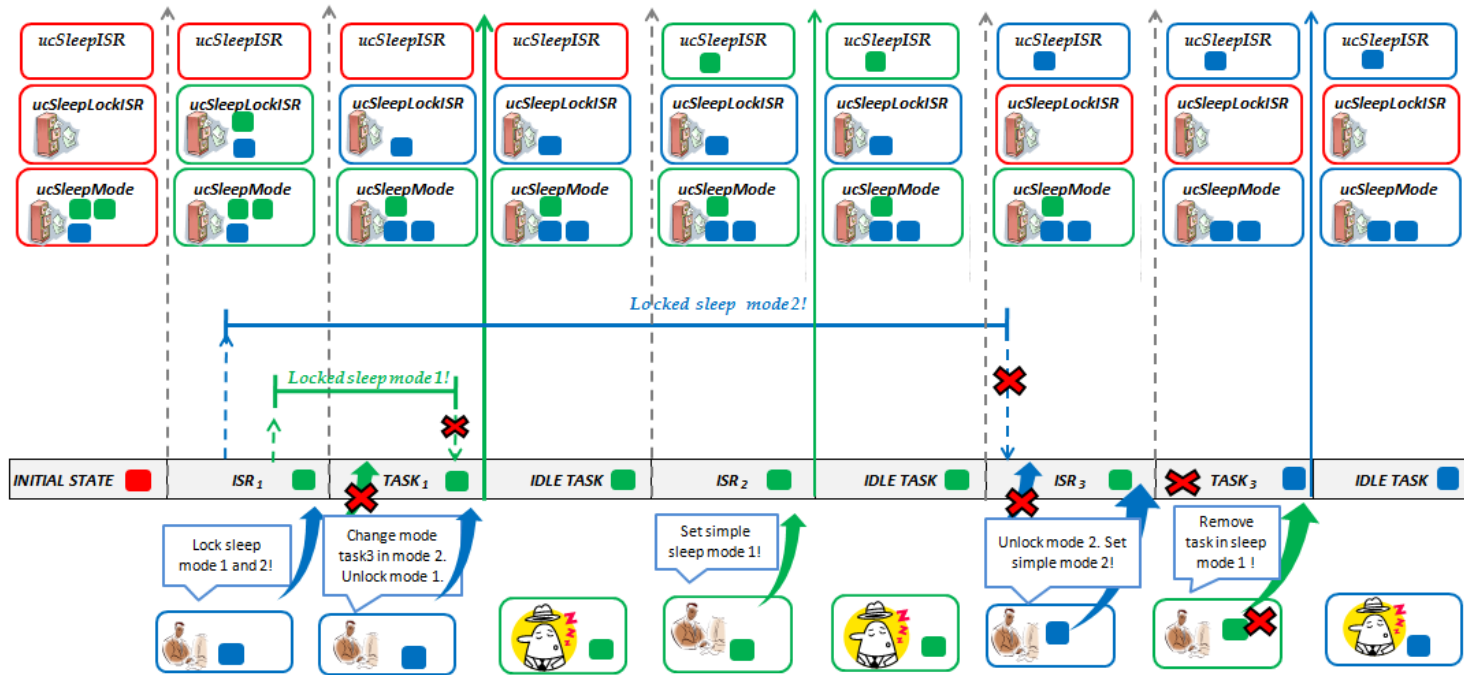 ucSleepISR
ucSleepISR
ucSleepISR
ucSleepISR
ucSleepISR
ucSleepISR
ucSleepISR
ucSleepISR
ucSleepISR
ucSleepLockISR
ucSleepLockISR
ucSleepLockISR
ucSleepLockISR
ucSleepLockISR
ucSleepLockISR
ucSleepLockISR
ucSleepLockISR
ucSleepLockISR
ucSleepMode
ucSleepMode
ucSleepMode
ucSleepMode
ucSleepMode
ucSleepMode
ucSleepMode
ucSleepMode
ucSleepMode
Locked sleep mode2!
Locked sleep mode1!
INITIAL STATE
ISR1
TASK1
IDLE TASK
ISR2
IDLE TASK
ISR3
TASK3
IDLE TASK
Lock sleep
mode 1 and 2!
Change mode
task3 in mode 2.
Unlock mode 1.
Set simple
sleep mode 1!
Unlock mode 2. Set
simple mode 2!
Remove
task in sleep
mode 1 !